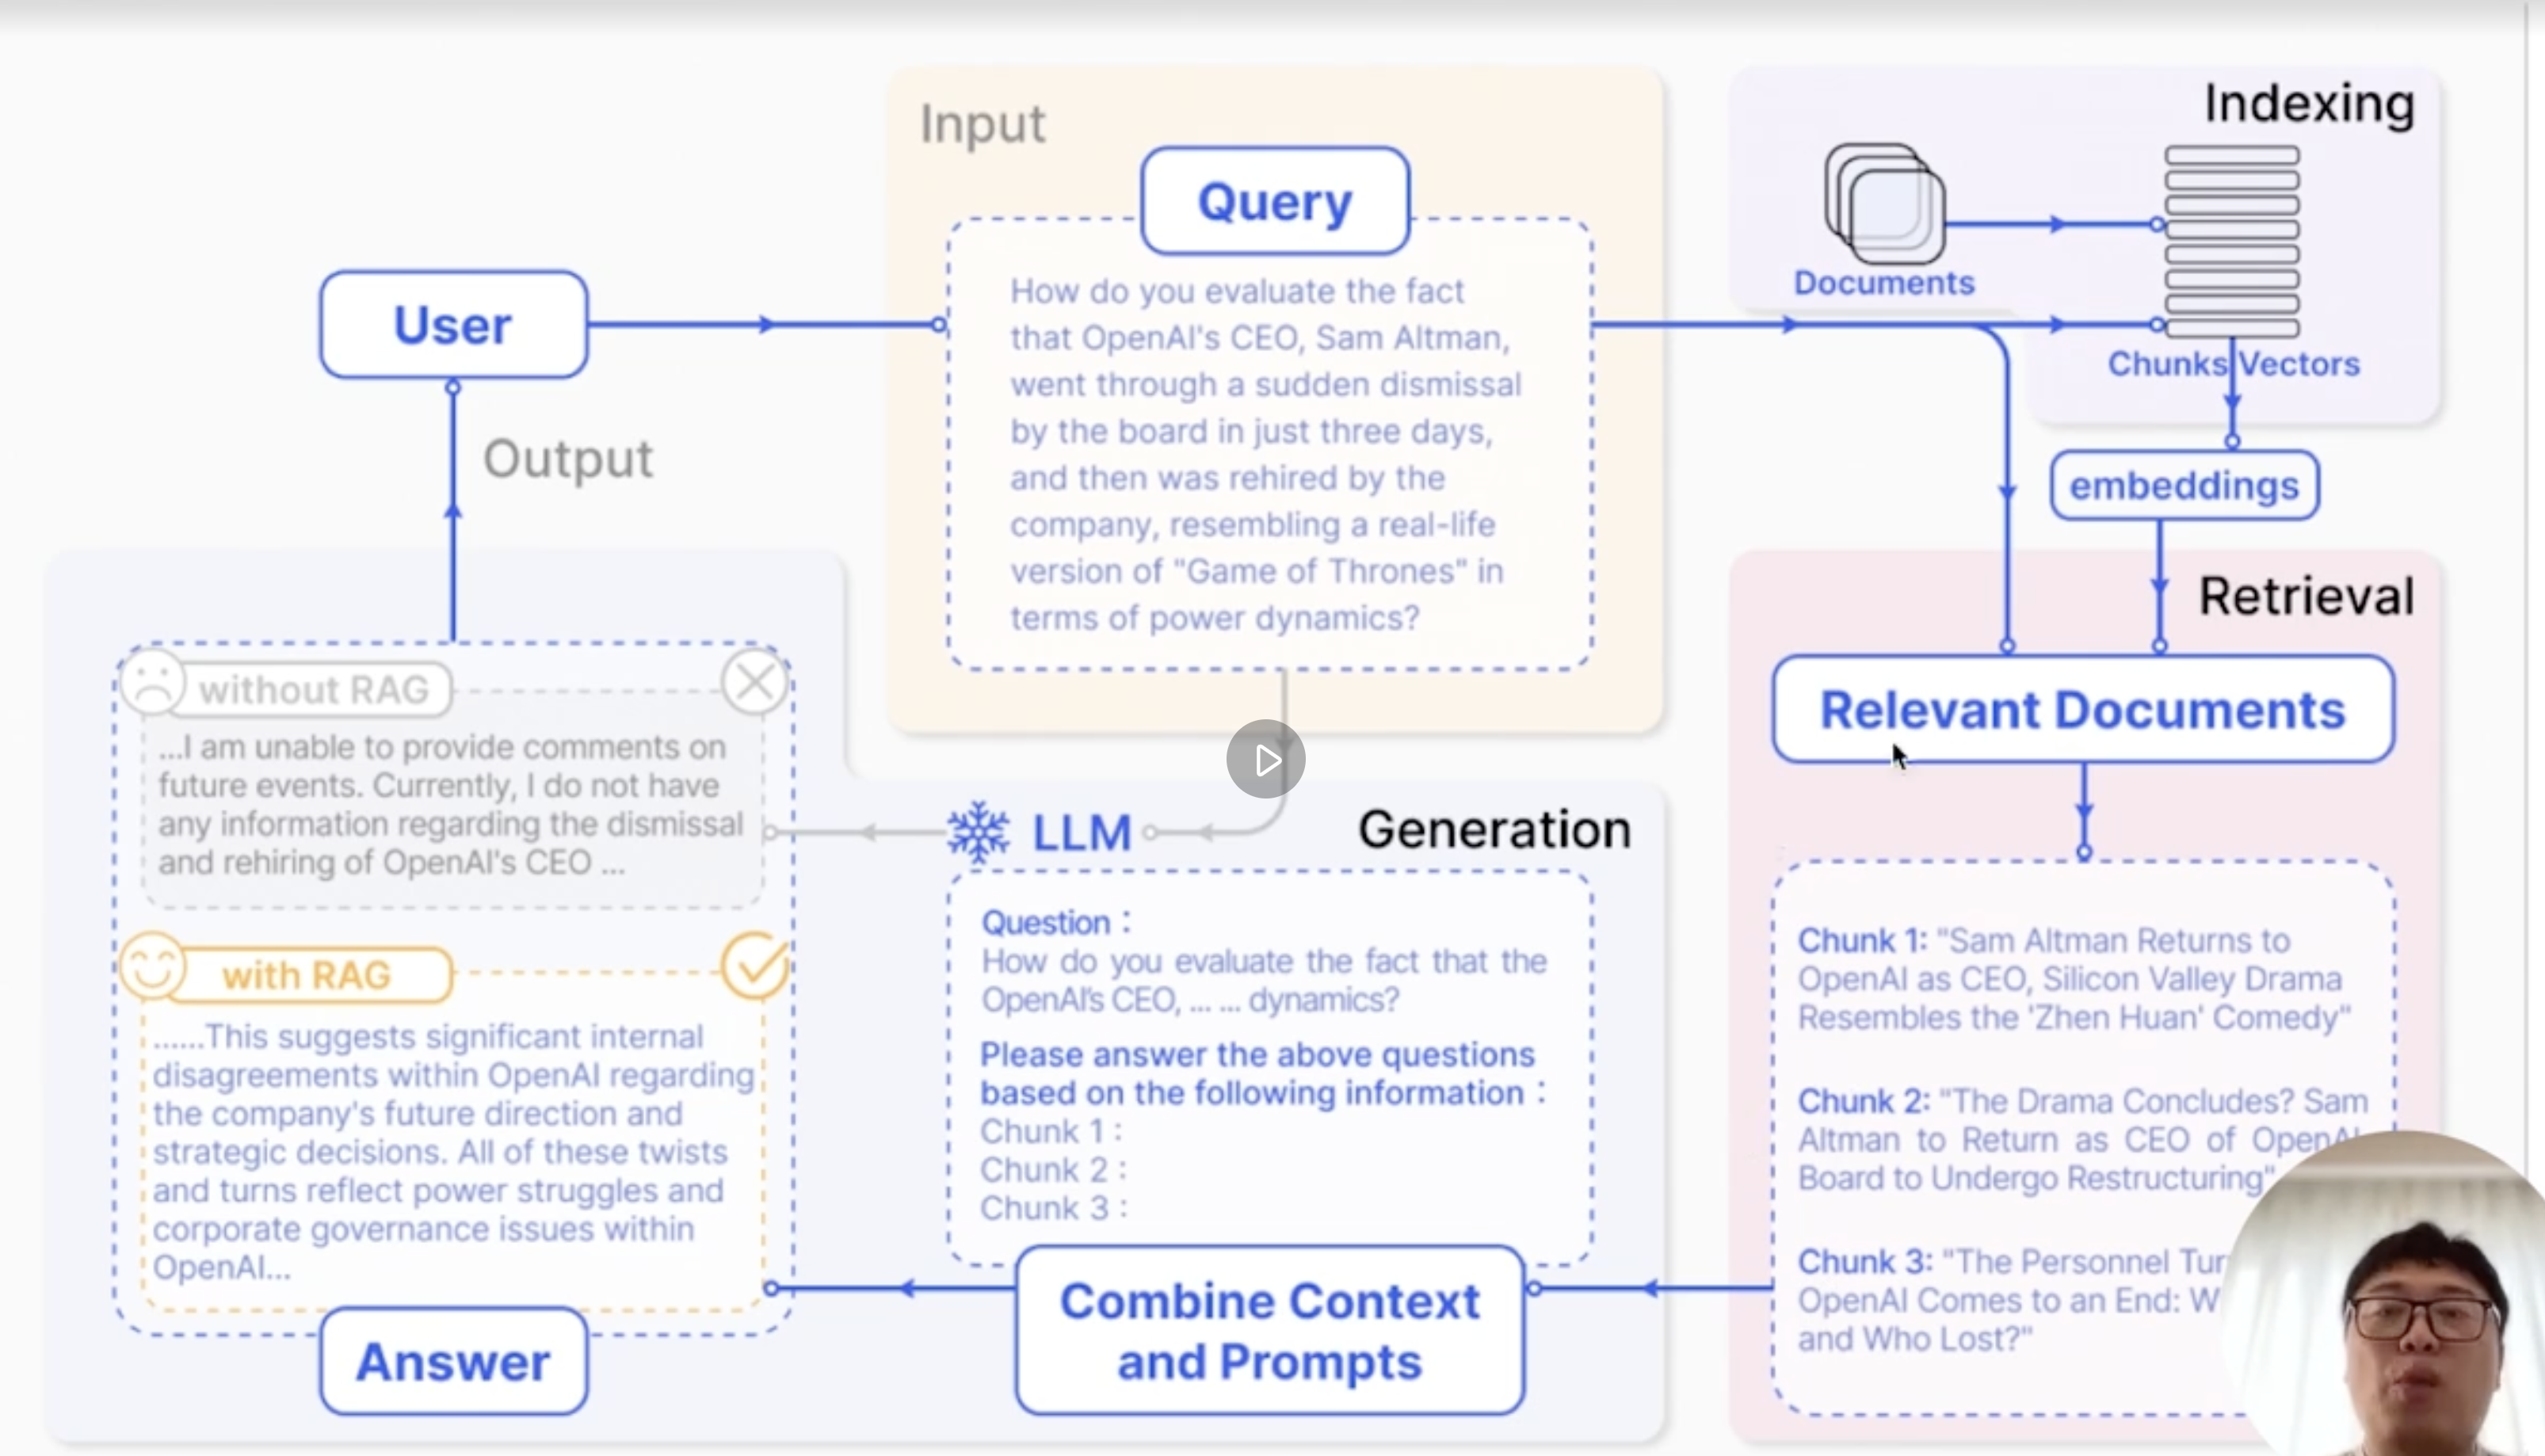 Input
Query
How do you evaluate the fact
that OpenAI's CEO, Sam Altman,
went through a sudden dismissal
by the board in just three days,
and then was rehired by the
company, resembling a real-life
version of "Game of Thrones" in
terms of power dynamics?
Indexing
Documents
Chunks Vectors
embeddings
User
Output
Retrieval
Relevant Documents
Chunk 1: "Sam Altman Returns to
OpenAI as CEO, Silicon Valley Drama
Resembles the 'Zhen Huan' Comedy"
Chunk 2: "The Drama Concludes? Sam
Altman to Return as CEO of OpenAI
Board to Undergo Restructuring"
Chunk 3: "The Personnel
OpenAI Comes to an End:
and Who Lost?"
without RAG
...I am unable to provide comments on
future events. Currently, I do not have
any information regarding the dismissal
and rehiring of OpenAI's CEO ...
with RAG
......This suggests significant internal
disagreements within OpenAI regarding
the company's future direction and
strategic decisions. All of these twists
and turns reflect power struggles and
corporate governance issues within
OpenAI...
Answer
LLM
Generation
Question :
How do you evaluate the fact that the
OpenAI's CEO, ... ... dynamics?
Please answer the above questions
based on the following information :
Chunk 1 :
Chunk 2 :
Chunk 3 :
Combine Context
and Prompts